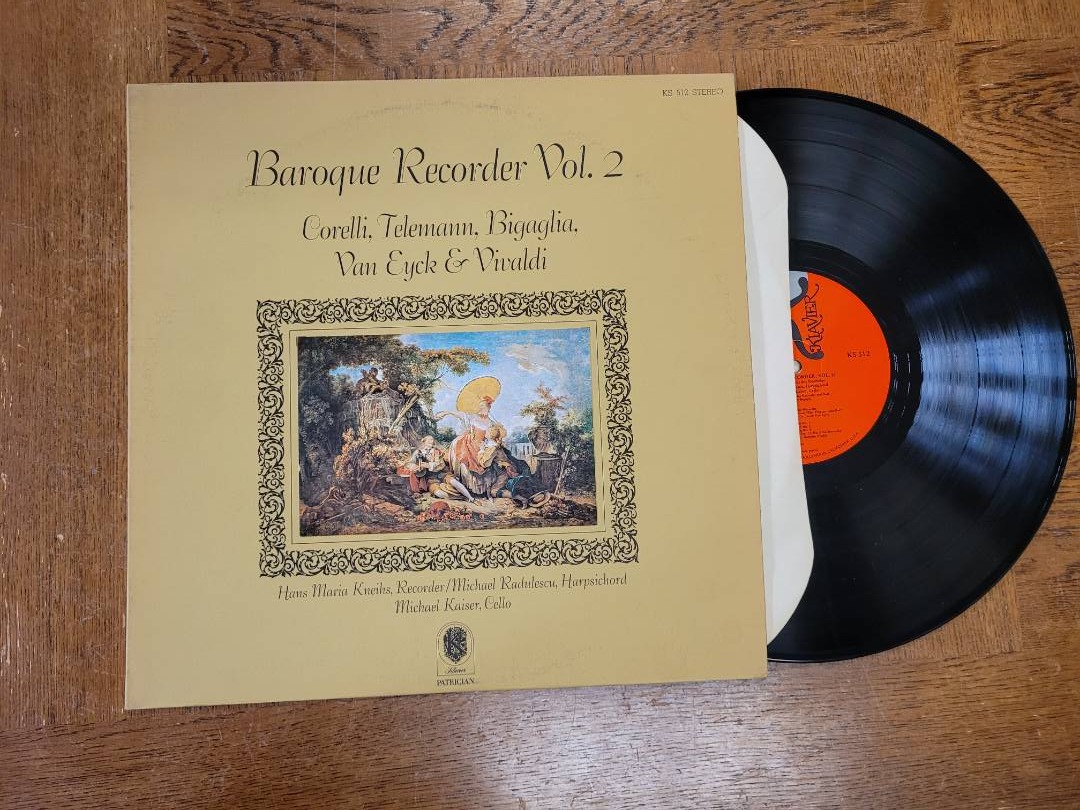 KS 512 STEREO
Baroque Recorder Vol. 2
Corelli, Telemann, Bigaglia,
Van Eyck & Vivaldi
Hans Maria Kneihs, Recorder/Michael Radulescu, Harpsichord
Michael Kaiser, Cello
Klavier
PATRICIAN
KLAVIER
KS 512